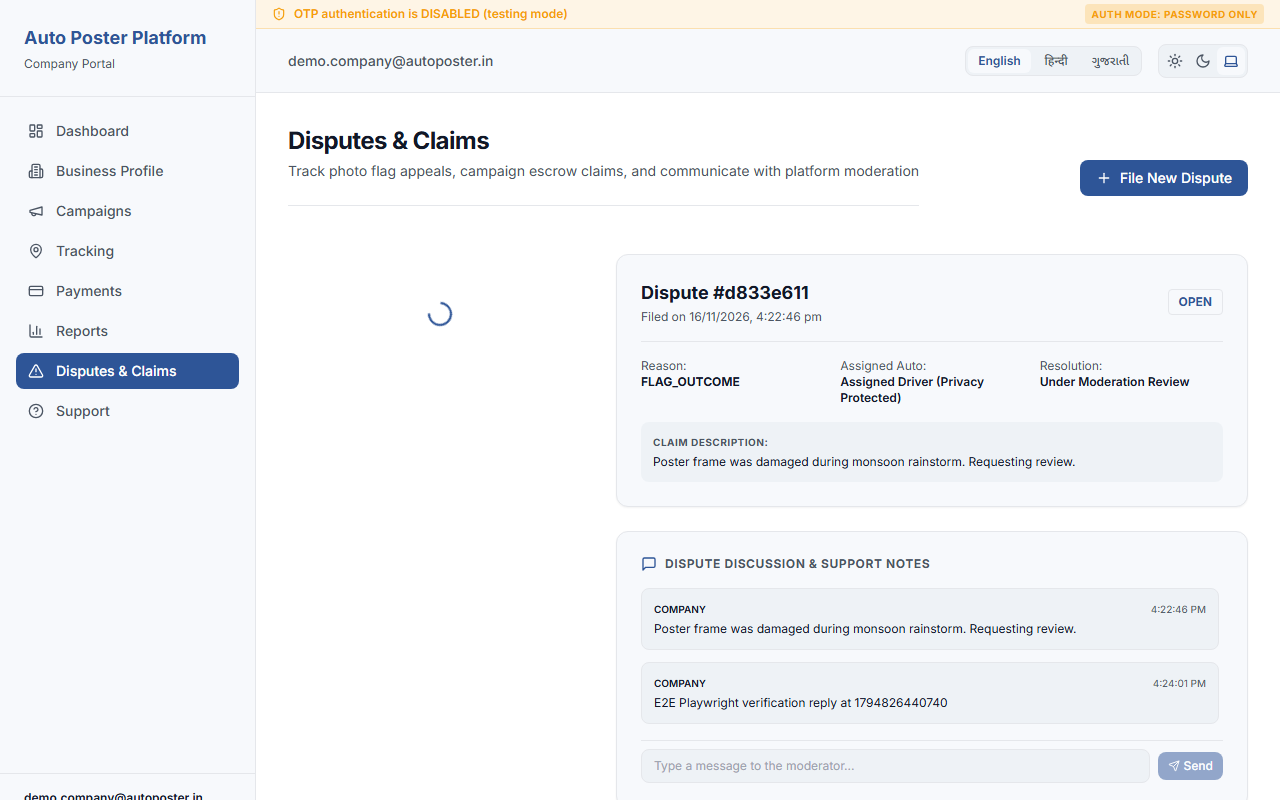 OTP authentication is DISABLED (testing mode)
AUTH MODE: PASSWORD ONLY
Auto Poster Platform
Company Portal
demo.company@autoposter.in
English
हिन्दी
ગુજરાતી
Dashboard
Business Profile
Campaigns
Tracking
Payments
Reports
Disputes & Claims
Support
demo.company@autoposter.in
Disputes & Claims
Track photo flag appeals, campaign escrow claims, and communicate with platform moderation
File New Dispute
Dispute #d833e611
Filed on 16/11/2026, 4:22:46 pm
OPEN
Reason:
FLAG_OUTCOME
Assigned Auto:
Assigned Driver (Privacy
Protected)
Resolution:
Under Moderation Review
CLAIM DESCRIPTION:
Poster frame was damaged during monsoon rainstorm. Requesting review.
DISPUTE DISCUSSION & SUPPORT NOTES
COMPANY
4:22:46 PM
Poster frame was damaged during monsoon rainstorm. Requesting review.
COMPANY
4:24:01 PM
E2E Playwright verification reply at 1794826440740
Type a message to the moderator...
Send